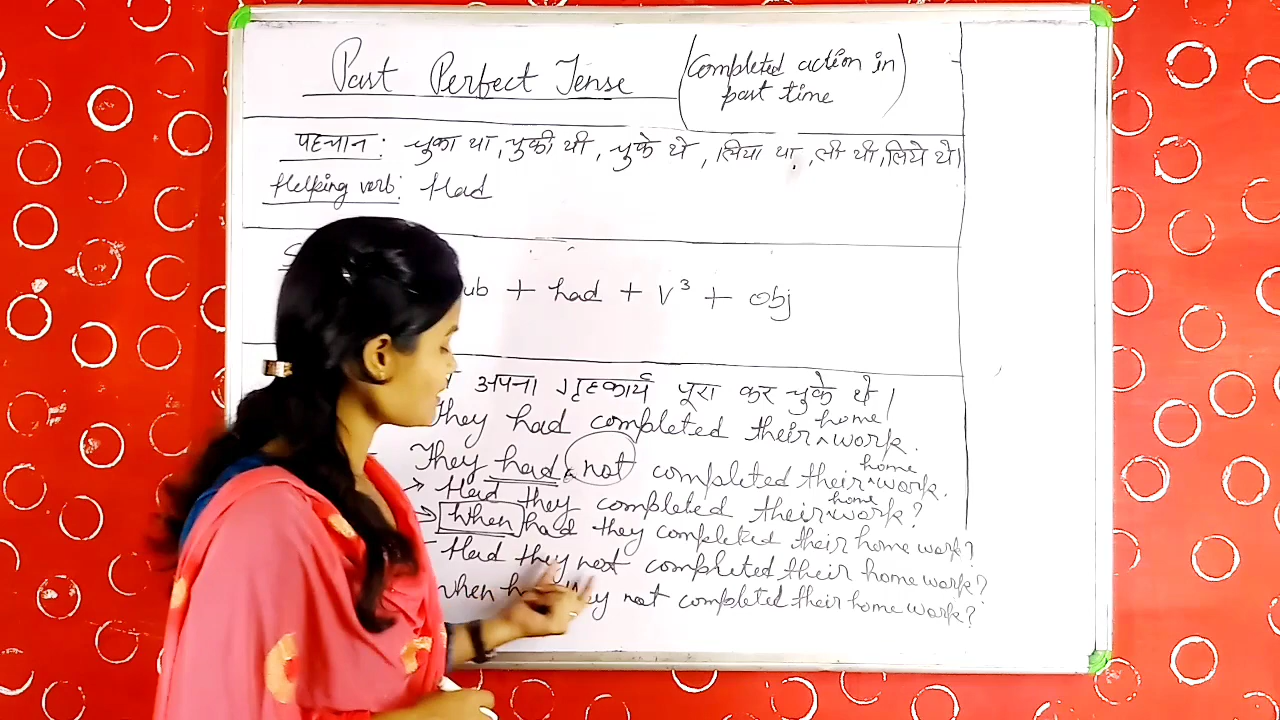 Past Perfect Tense (Completed action in past time)
पहचान: चुका था, चुकी थी, चुके थे, लिया था, ली थी, लिये थे।
Helping verb: Had
+ had + V³ + obj
अपना गृहकार्य पूरा कर चुके थे।
They had completed their home work.
They had not completed their home work.
→ Had they completed their home work?
→ When had they completed their home work?
- Had they not completed their home work?
When they not completed their home work?